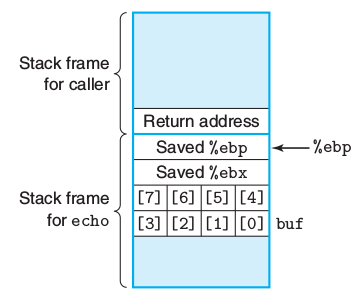 Stack frame
for caller
Return address
Saved %ebp
%ebp
Saved %ebx
Stack frame
for echo
[7] [6] [5] [4]
[3] [2] [1] [0] buf